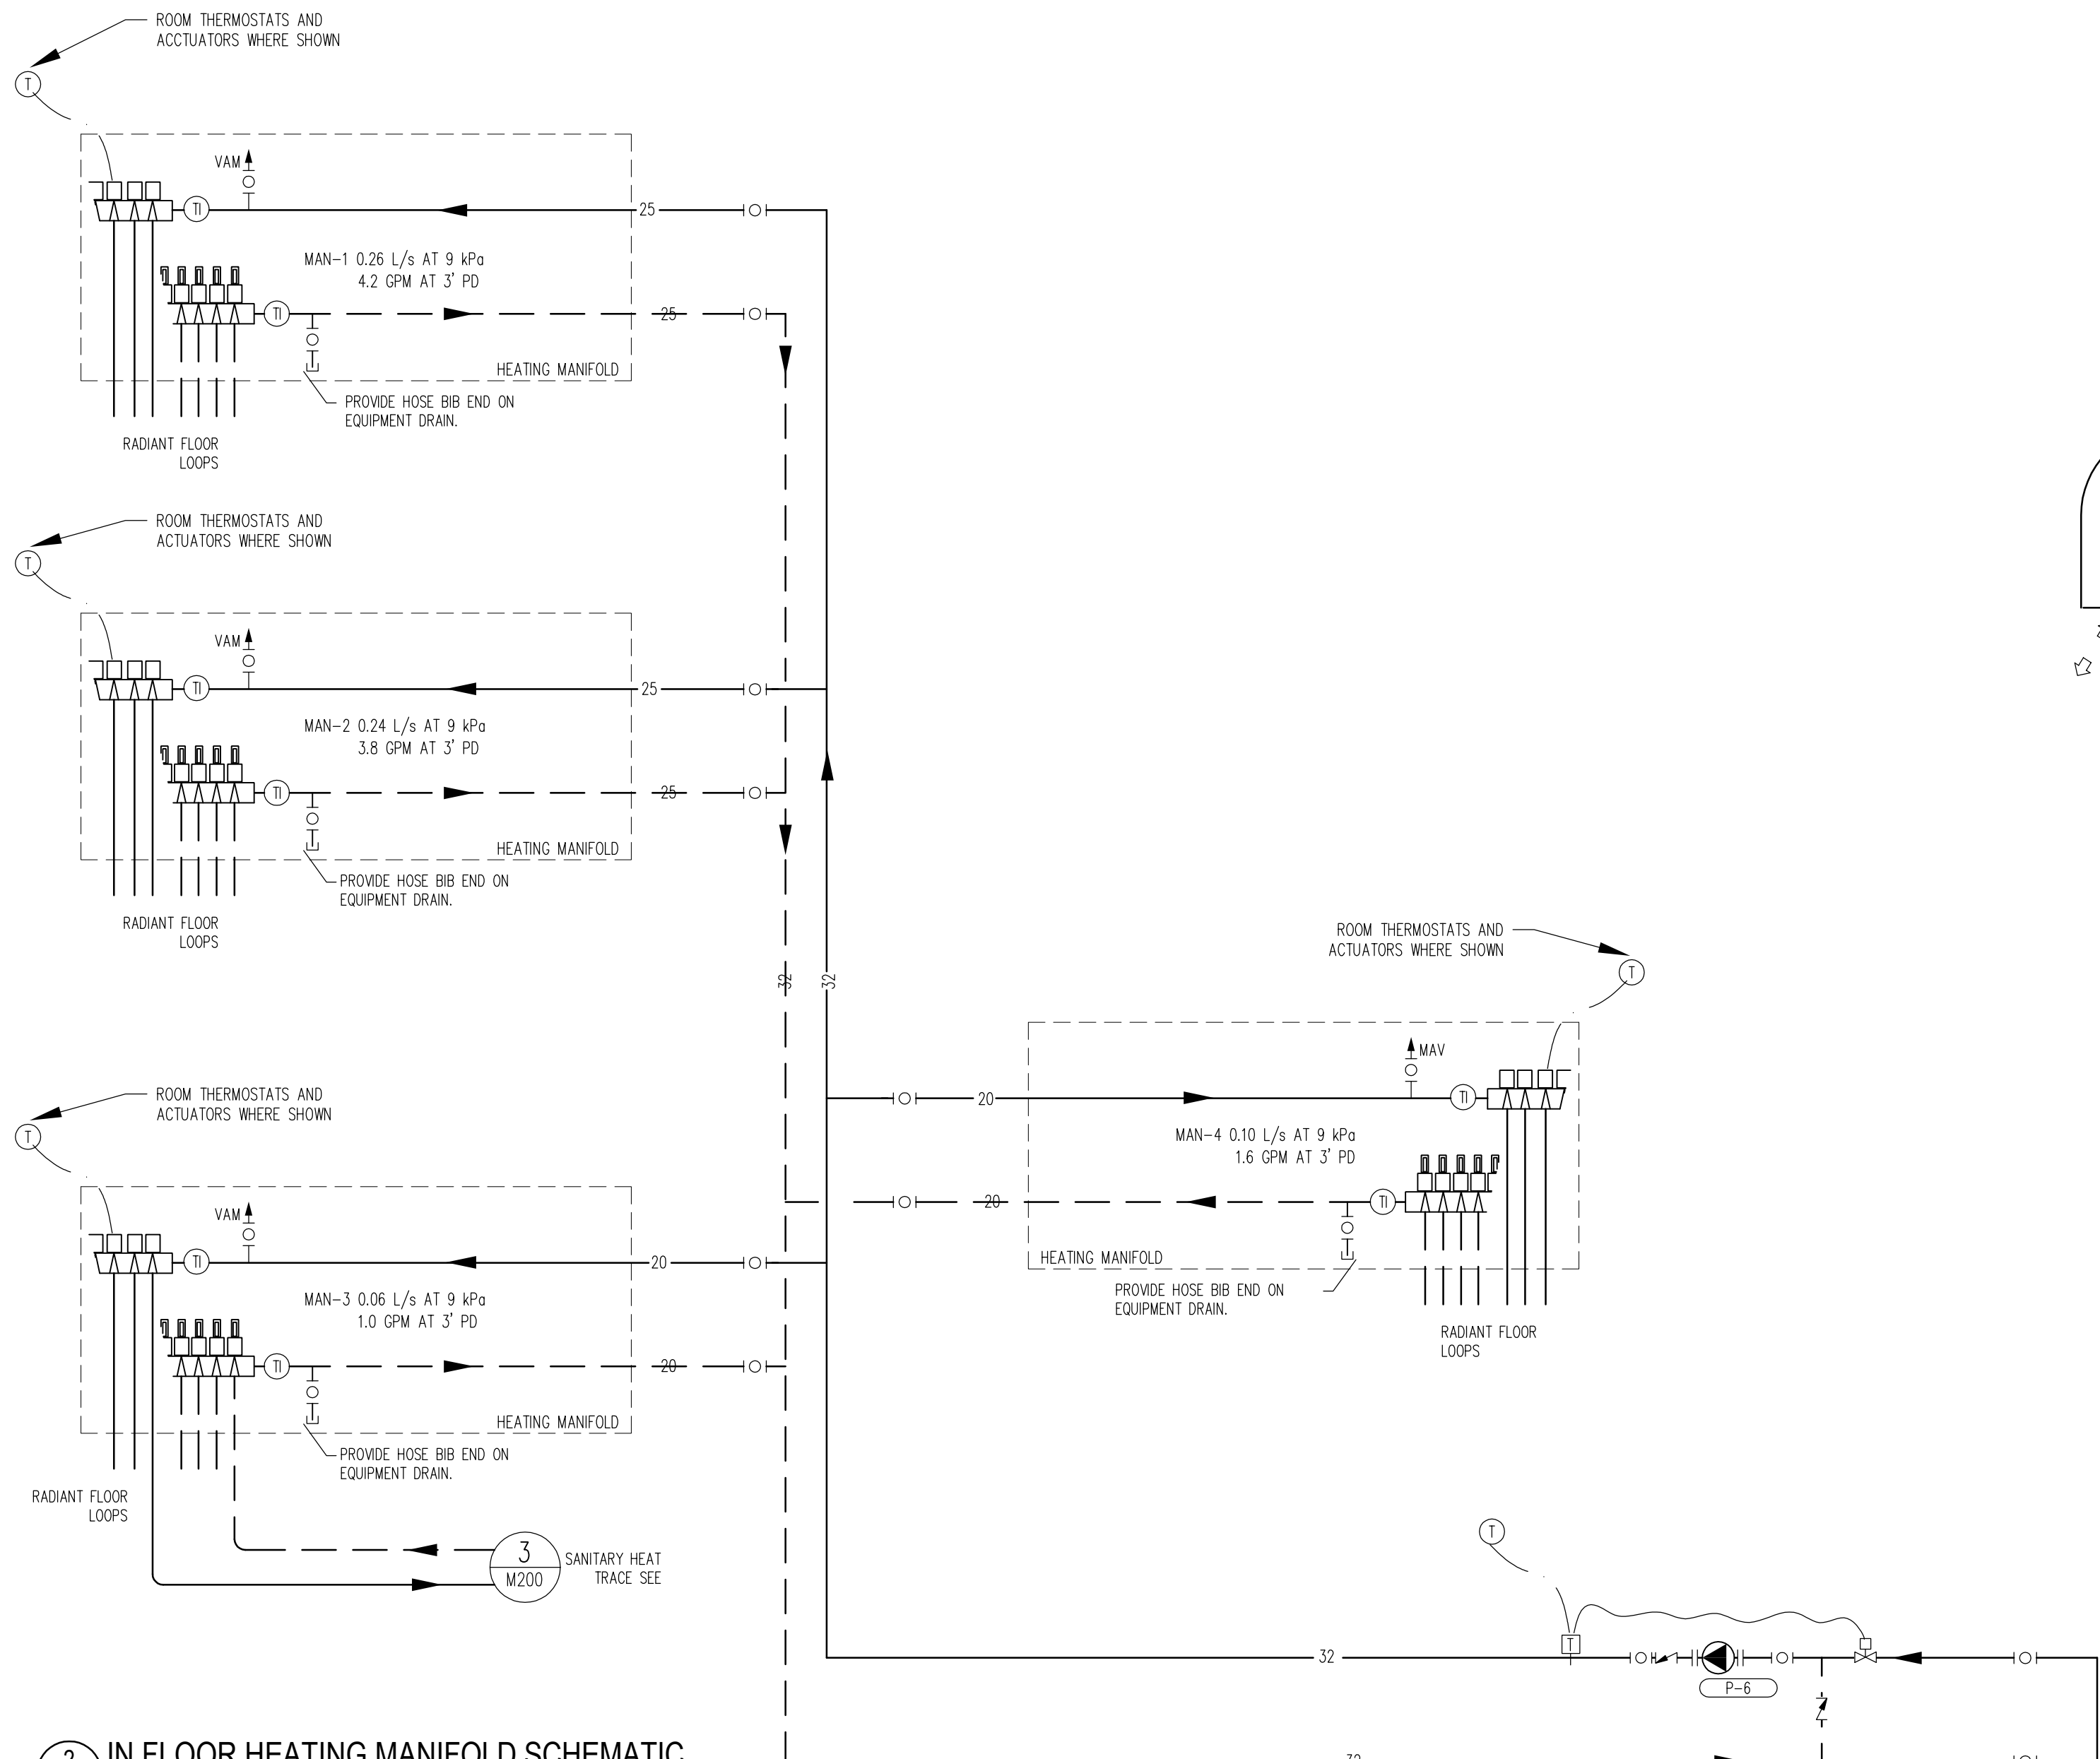 ROOM THERMOSTATS AND
ACCTUATORS WHERE SHOWN
T
VAM
TI
25
MAN-1 0.26 L/s AT 9 kPa
4.2 GPM AT 3' PD
TI
25
HEATING MANIFOLD
PROVIDE HOSE BIB END ON
EQUIPMENT DRAIN.
RADIANT FLOOR
LOOPS
ROOM THERMOSTATS AND
ACTUATORS WHERE SHOWN
T
VAM
TI
25
MAN-2 0.24 L/s AT 9 kPa
3.8 GPM AT 3' PD
TI
25
HEATING MANIFOLD
PROVIDE HOSE BIB END ON
EQUIPMENT DRAIN.
RADIANT FLOOR
LOOPS
32
32
ROOM THERMOSTATS AND
ACTUATORS WHERE SHOWN
T
MAV
20
TI
MAN-4 0.10 L/s AT 9 kPa
1.6 GPM AT 3' PD
20
TI
HEATING MANIFOLD
PROVIDE HOSE BIB END ON
EQUIPMENT DRAIN.
RADIANT FLOOR
LOOPS
ROOM THERMOSTATS AND
ACTUATORS WHERE SHOWN
T
VAM
TI
20
MAN-3 0.06 L/s AT 9 kPa
1.0 GPM AT 3' PD
TI
20
HEATING MANIFOLD
PROVIDE HOSE BIB END ON
EQUIPMENT DRAIN.
RADIANT FLOOR
LOOPS
3
M200
SANITARY HEAT
TRACE SEE
T
T
32
P-6
32
2
IN FLOOR HEATING MANIFOLD SCHEMATIC